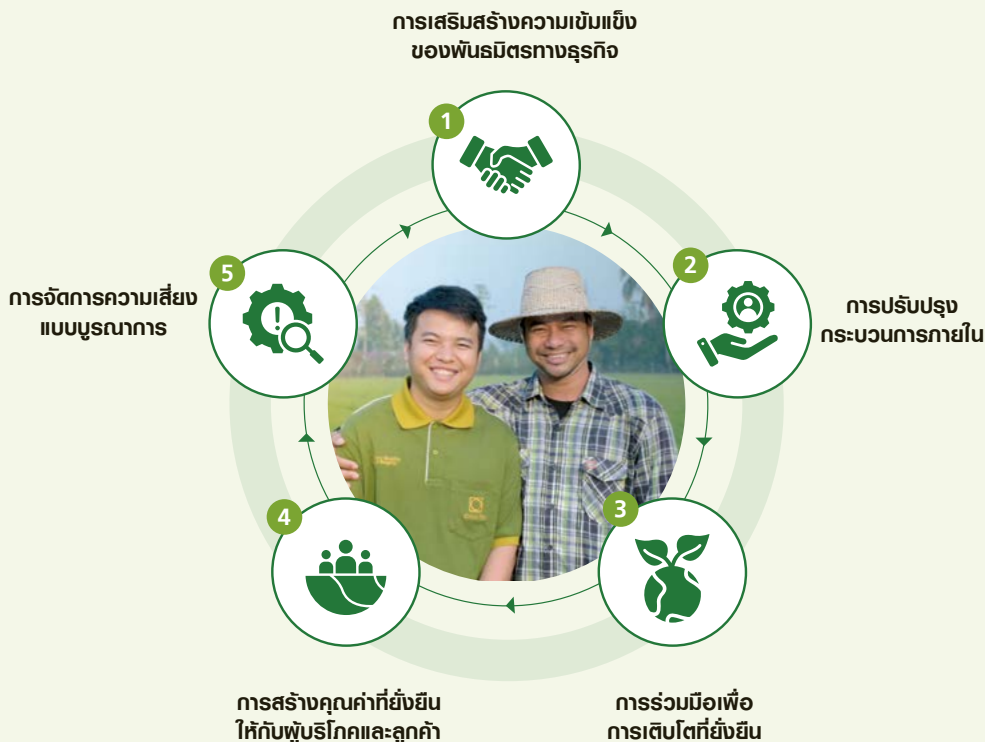 การเสริมสร้างความเข้มแข็ง
ของพันธมิตรทางธุรกิจ
1
2
การปรับปรุง
กระบวนการภายใน
3
การร่วมมือเพื่อ
การเติบโตที่ยั่งยืน
4
การสร้างคุณค่าที่ยั่งยืน
ให้กับผู้บริโภคและลูกค้า
5
การจัดการความเสี่ยง
แบบบูรณาการ